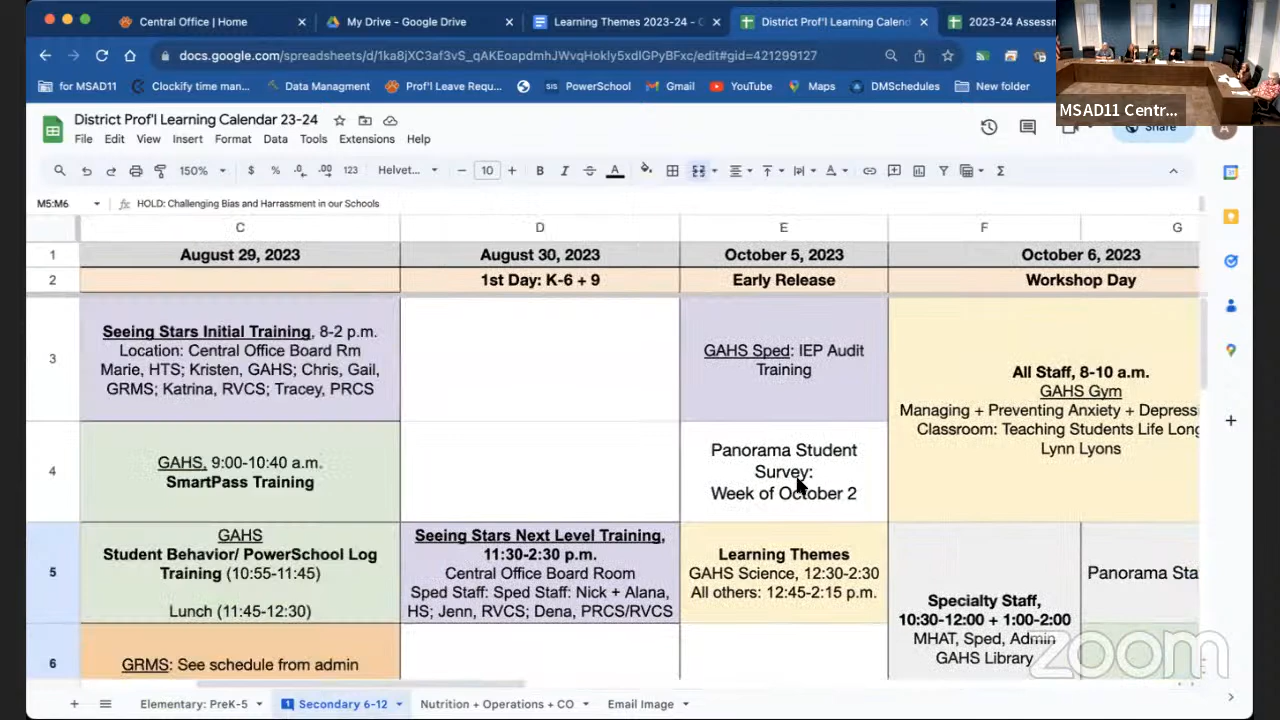 Central Office | Home
My Drive - Google Drive
Learning Themes 2023-24 - C
District Prof'l Learning Calend
2023-24 Assessm
docs.google.com/spreadsheets/d/1ka8jXC3af3vS_qAKEoapdmhJWvqHokly5xdIGPyBFxc/edit#gid=421299127
for MSAD11
Clockify time man...
Data Managment
Prof'l Leave Requ...
SIS PowerSchool
Gmail
YouTube
Maps
DMSchedules
New folder
MSAD11 Centr...
District Prof'l Learning Calendar 23-24
File Edit View Insert Format Data Tools Extensions Help
Share
A
150% $ % .0 .00 123 Helvet... – 10 + B I A
M5:M6 fx HOLD: Challenging Bias and Harrassment in our Schools
C D E F G
1 August 29, 2023 August 30, 2023 October 5, 2023 October 6, 2023
2 1st Day: K-6 + 9 Early Release Workshop Day
3
Seeing Stars Initial Training, 8-2 p.m.
Location: Central Office Board Rm
Marie, HTS; Kristen, GAHS; Chris, Gail,
GRMS; Katrina, RVCS; Tracey, PRCS
GAHS Sped: IEP Audit
Training
All Staff, 8-10 a.m.
GAHS Gym
Managing + Preventing Anxiety + Depress
Classroom: Teaching Students Life Long
Lynn Lyons
4
GAHS, 9:00-10:40 a.m.
SmartPass Training
Panorama Student
Survey:
Week of October 2
5
GAHS
Student Behavior/ PowerSchool Log
Training (10:55-11:45)
Lunch (11:45-12:30)
Seeing Stars Next Level Training,
11:30-2:30 p.m.
Central Office Board Room
Sped Staff: Sped Staff: Nick + Alana,
HS; Jenn, RVCS; Dena, PRCS/RVCS
Learning Themes
GAHS Science, 12:30-2:30
All others: 12:45-2:15 p.m.
Specialty Staff,
10:30-12:00 + 1:00-2:00
MHAT, Sped, Admin
GAHS Library
Panorama Sta
6
GRMS: See schedule from admin
zoom
Elementary: PreK-5
1 Secondary 6-12
Nutrition + Operations + CO
Email Image